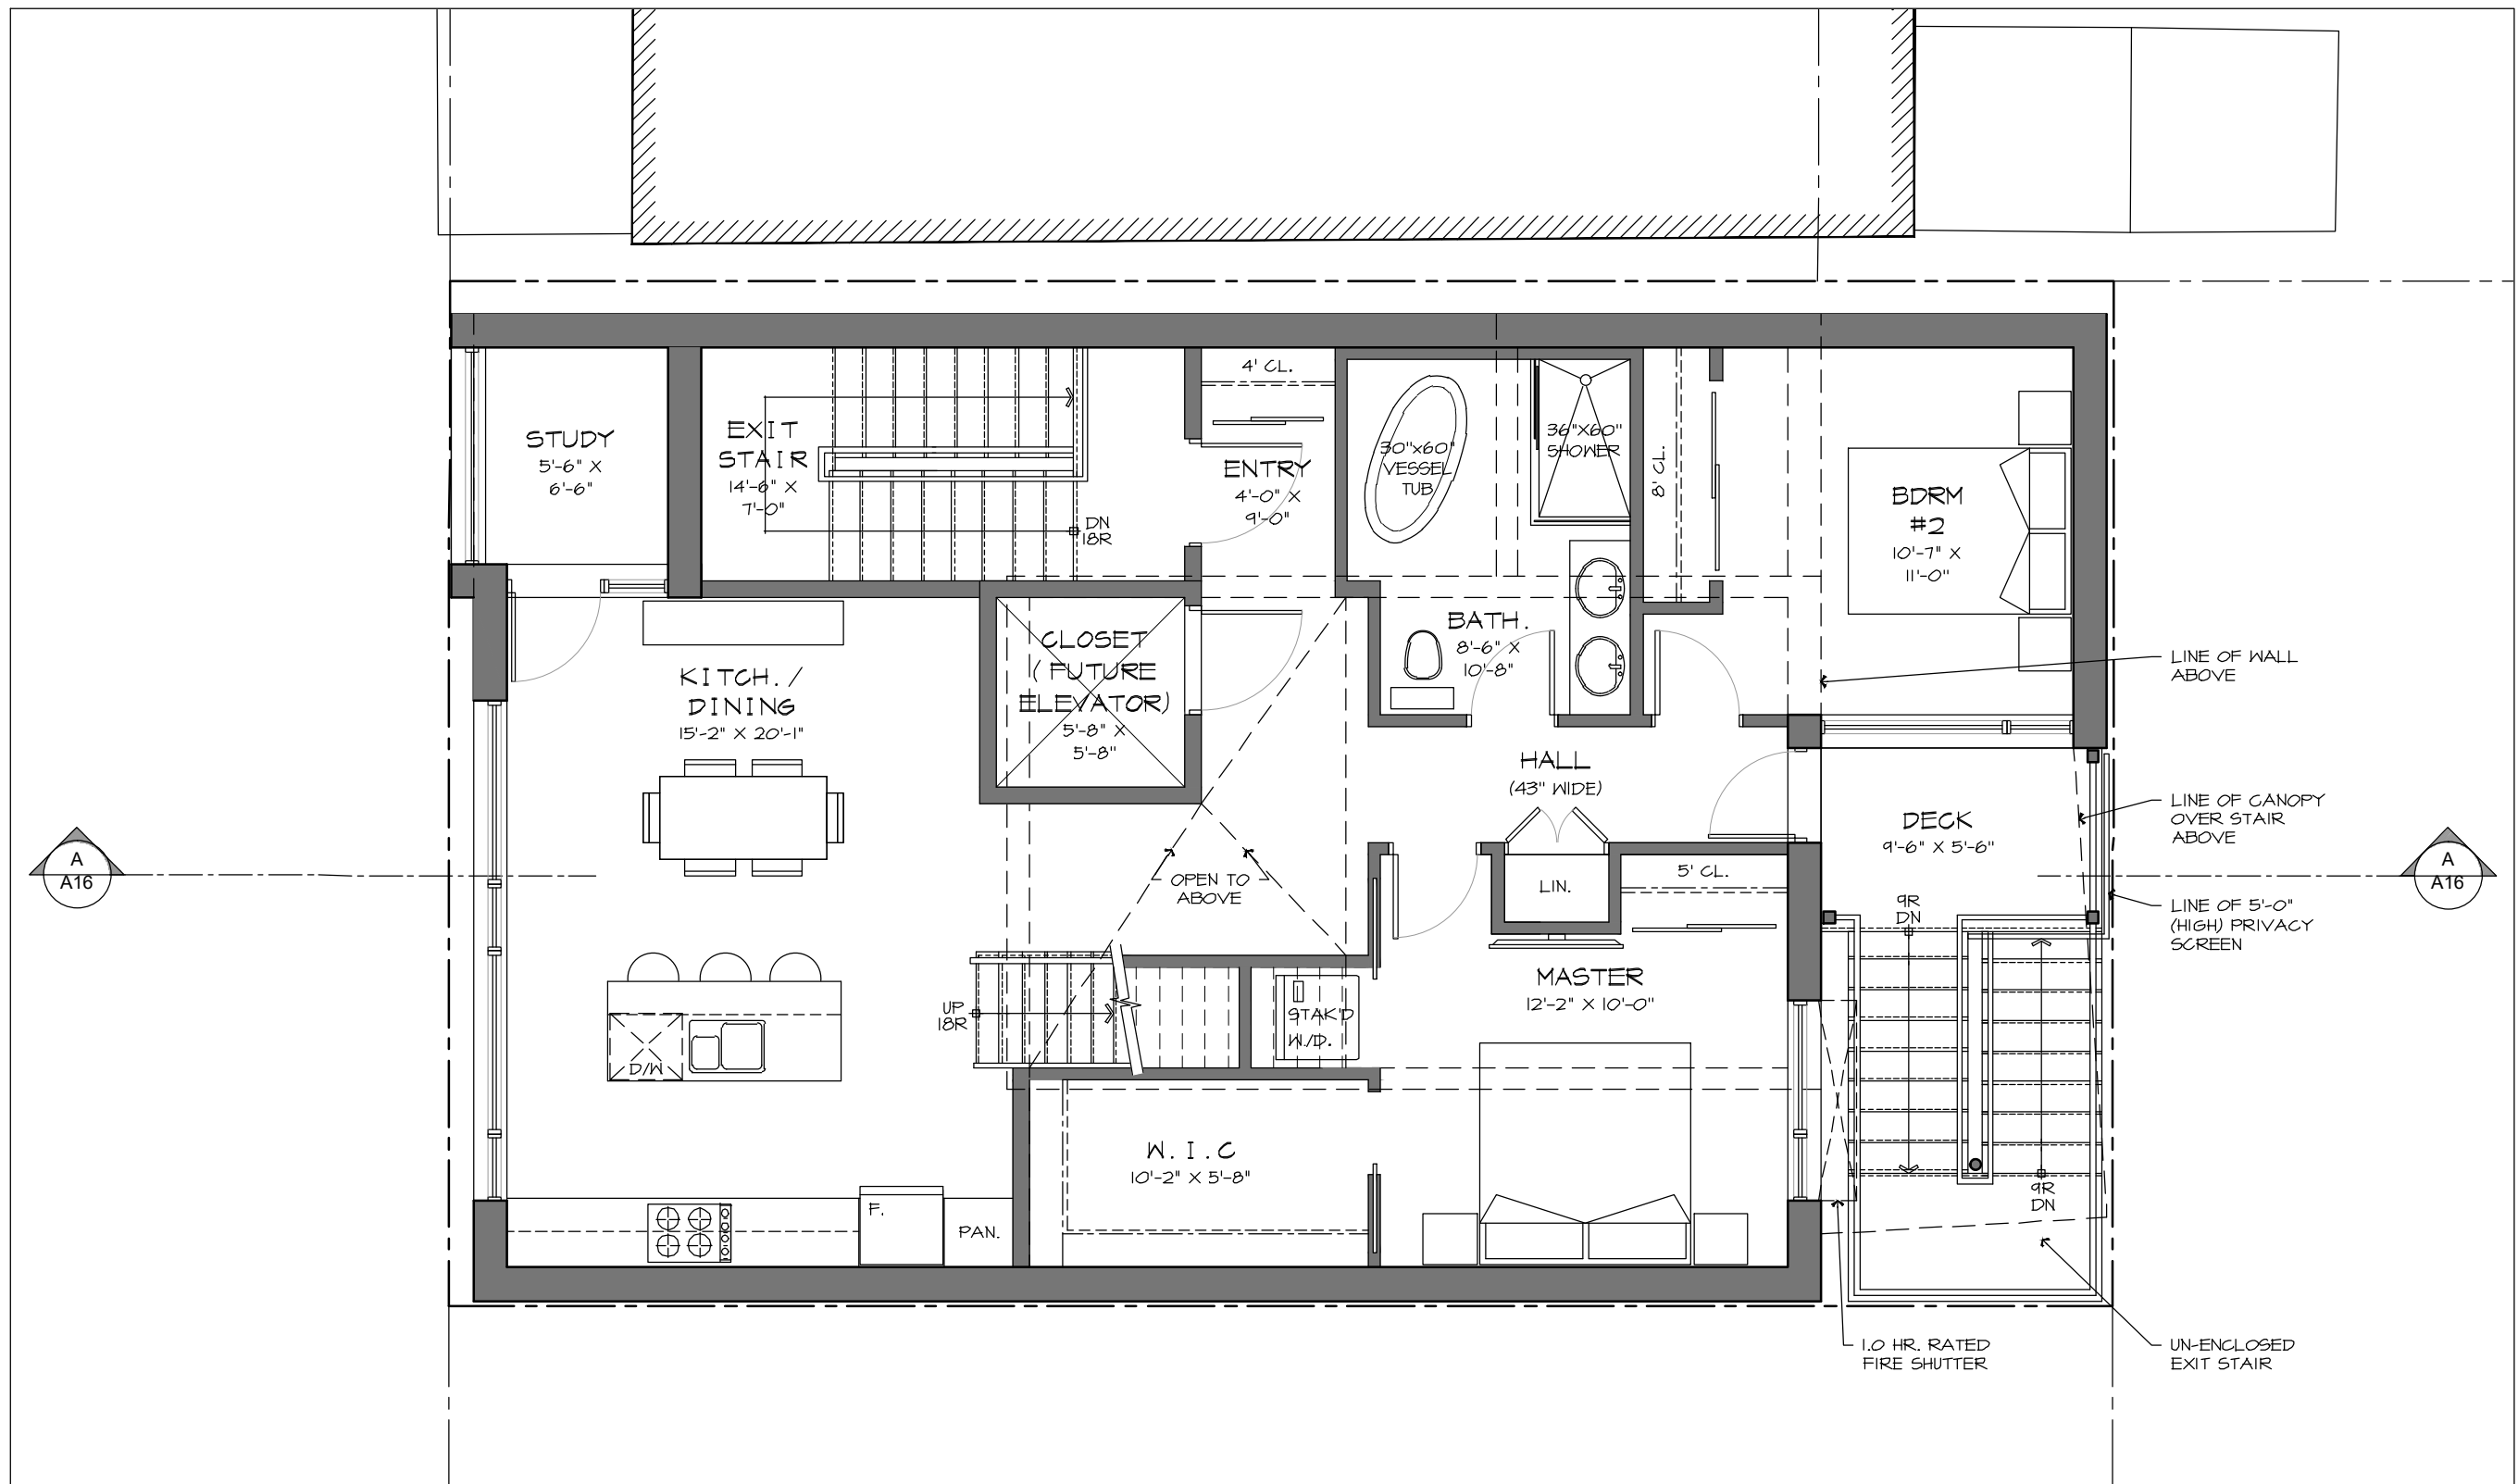 4' CL.
STUDY
5'-6" X
6'-6"
EXIT
STAIR
14'-6" X
7'-0"
DN
18R
ENTRY
4'-0" X
9'-0"
30"x60"
VESSEL
TUB
36"X60"
SHOWER
8' CL.
BDRM
#2
10'-7" X
11'-0"
KITCH. /
DINING
15'-2" X 20'-1"
CLOSET
( FUTURE
ELEVATOR)
5'-8" X
5'-8"
BATH.
8'-6" X
10'-8"
LINE OF WALL
ABOVE
HALL
(43" WIDE)
DECK
9'-6" X 5'-6"
LINE OF CANOPY
OVER STAIR
ABOVE
A
A16
OPEN TO
ABOVE
LIN.
5' CL.
A
A16
9R
DN
LINE OF 5'-0"
(HIGH) PRIVACY
SCREEN
UP
18R
STAK'D
W./D.
MASTER
12'-2" X 10'-0"
D/W
W.I.C
10'-2" X 5'-8"
F.
PAN.
9R
DN
1.0 HR. RATED
FIRE SHUTTER
UN-ENCLOSED
EXIT STAIR